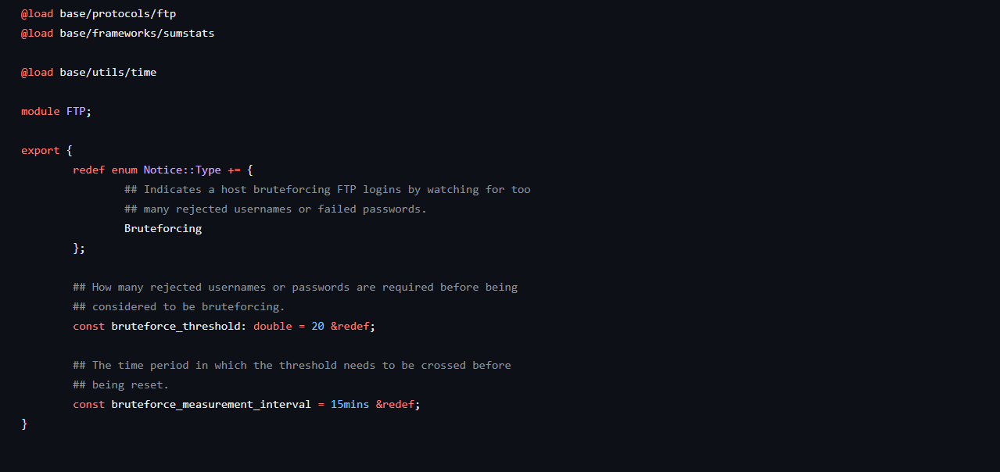 @load base/protocols/ftp
@load base/frameworks/sumstats
@load base/utils/time
module FTP;
export {
redef enum Notice::Type += {
## Indicates a host bruteforcing FTP logins by watching for too
## many rejected usernames or failed passwords.
Bruteforcing
};
## How many rejected usernames or passwords are required before being
## considered to be bruteforcing.
const bruteforce_threshold: double = 20 &redef;
## The time period in which the threshold needs to be crossed before
## being reset.
const bruteforce_measurement_interval = 15mins &redef;
}